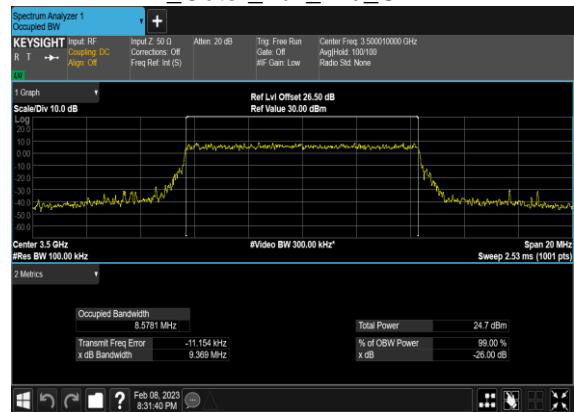 Spectrum Analyzer 1
Occupied BW
+
KEYSIGHT Input: RF Input Z: 50 Ω Atten: 20 dB Trig: Free Run Center Freq: 3.500010000 GHz
R T Coupling: DC Corrections: Off Gate: Off Avg|Hold: 100/100
Align: Off Freq Ref: Int (S) #IF Gain: Low Radio Std: None
1 Graph
Scale/Div 10.0 dB
Ref Lvl Offset 26.50 dB
Ref Value 30.00 dBm
Log
20.0
10.0
0.00
-10.0
-20.0
-30.0
-40.0
-50.0
-60.0
Center 3.5 GHz #Video BW 300.00 kHz* Span 20 MHz
#Res BW 100.00 kHz Sweep 2.53 ms (1001 pts)
2 Metrics
Occupied Bandwidth
8.5781 MHz
Total Power 24.7 dBm
Transmit Freq Error -11.154 kHz % of OBW Power 99.00 %
x dB Bandwidth 9.369 MHz x dB -26.00 dB
?
Feb 08, 2023
8:31:40 PM